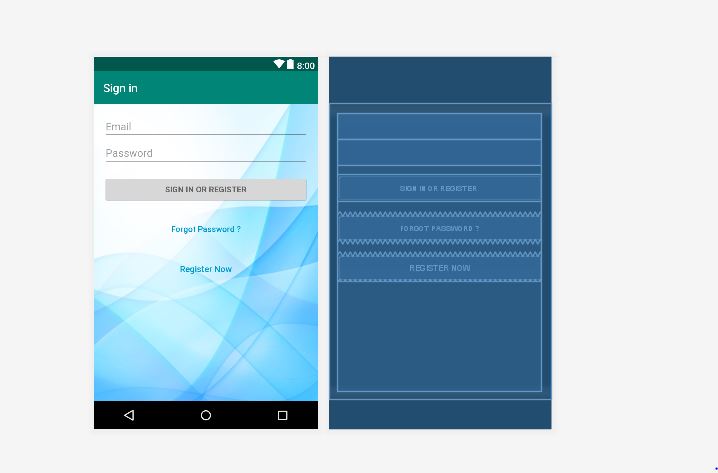 8:00
Sign in
Email
Password
SIGN IN OR REGISTER
Forgot Password ?
Register Now
SIGN IN OR REGISTER
FORGOT PASSWORD ?
REGISTER NOW